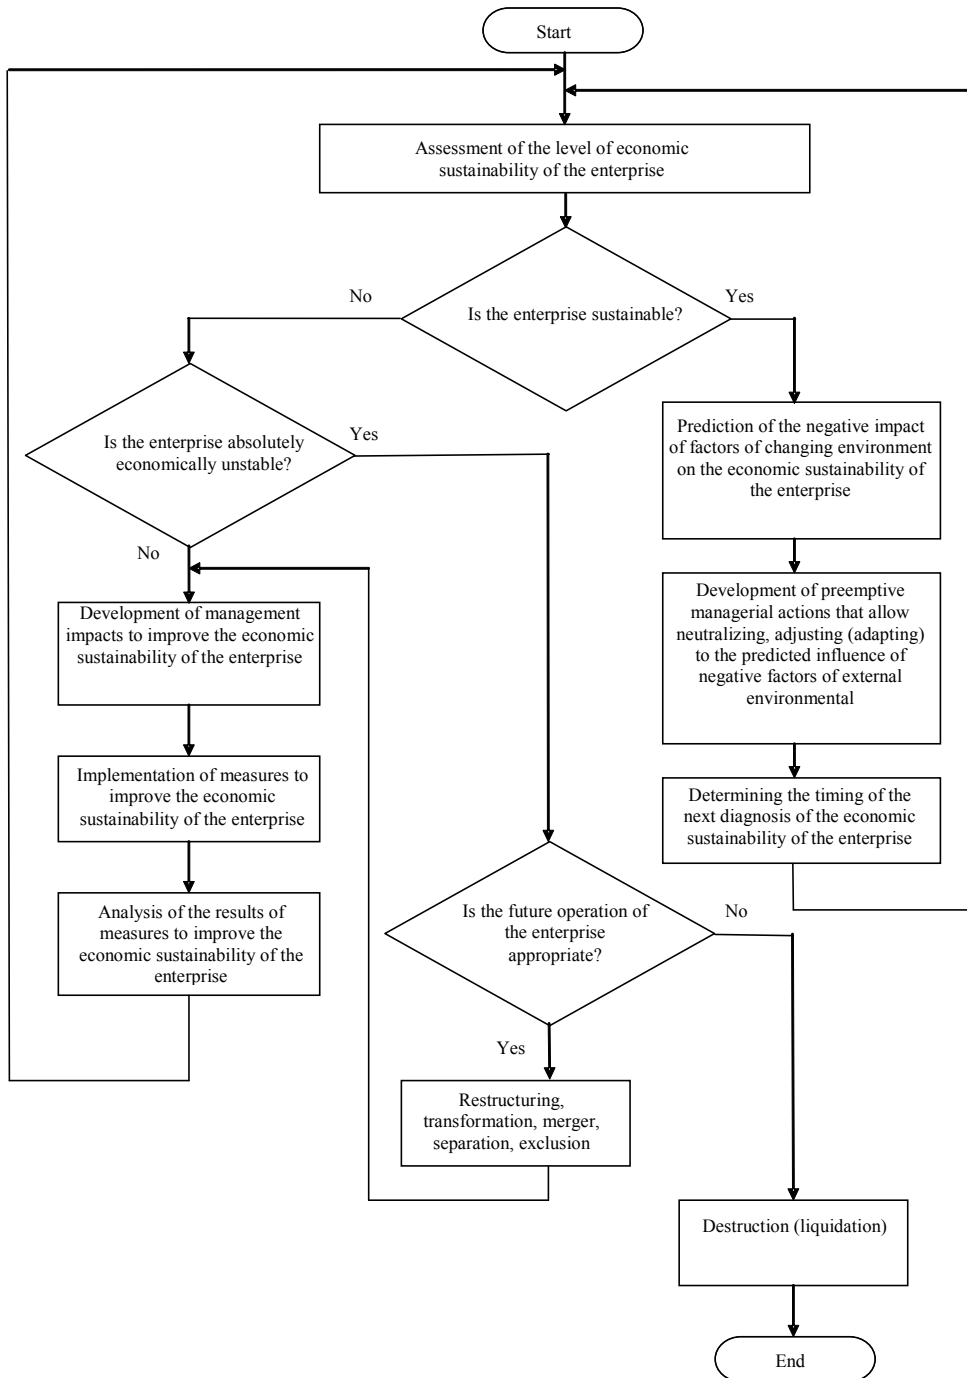 Start
Assessment of the level of economic
sustainability of the enterprise
No
Yes
Is the enterprise sustainable?
Is the enterprise absolutely
economically unstable?
Yes
No
Prediction of the negative impact
of factors of changing environment
on the economic sustainability of
the enterprise
Development of management
impacts to improve the economic
sustainability of the enterprise
Development of preemptive
managerial actions that allow
neutralizing, adjusting (adapting)
to the predicted influence of
negative factors of external
environmental
Implementation of measures to
improve the economic
sustainability of the enterprise
Determining the timing of the
next diagnosis of the economic
sustainability of the enterprise
Analysis of the results of
measures to improve the
economic sustainability of the
enterprise
Is the future operation of
the enterprise
appropriate?
No
Yes
Restructuring,
transformation, merger,
separation, exclusion
Destruction (liquidation)
End